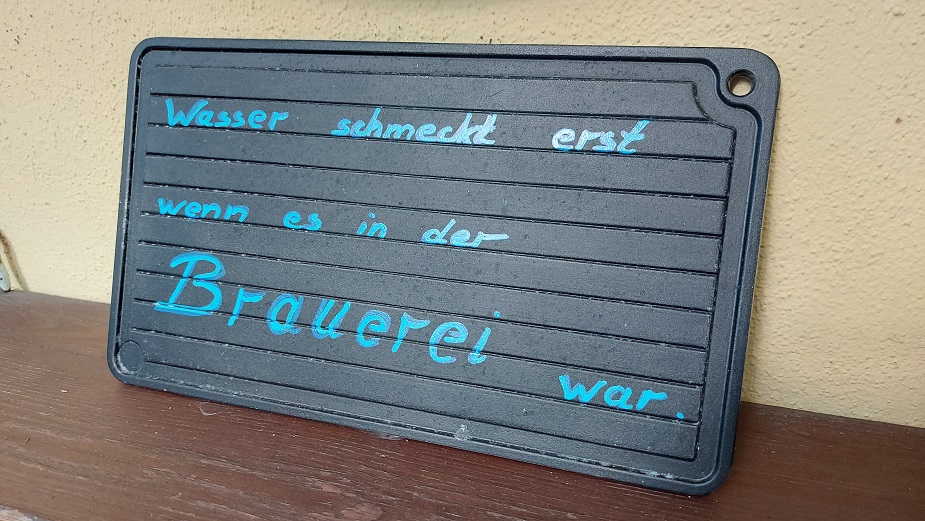 Wasser schmeckt erst
wenn es in der
Brauerei
war.